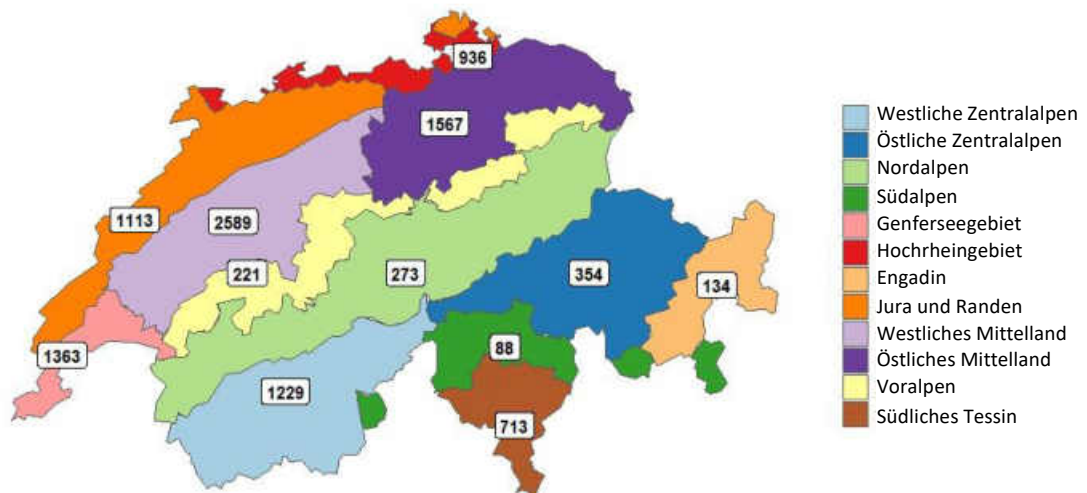 936
1567
1113
2589
221
273
354
134
1363
88
1229
713
Westliche Zentralalpen
Östliche Zentralalpen
Nordalpen
Südalpen
Genferseegebiet
Hochrheingebiet
Engadin
Jura und Randen
Westliches Mittelland
Östliches Mittelland
Voralpen
Südliches Tessin